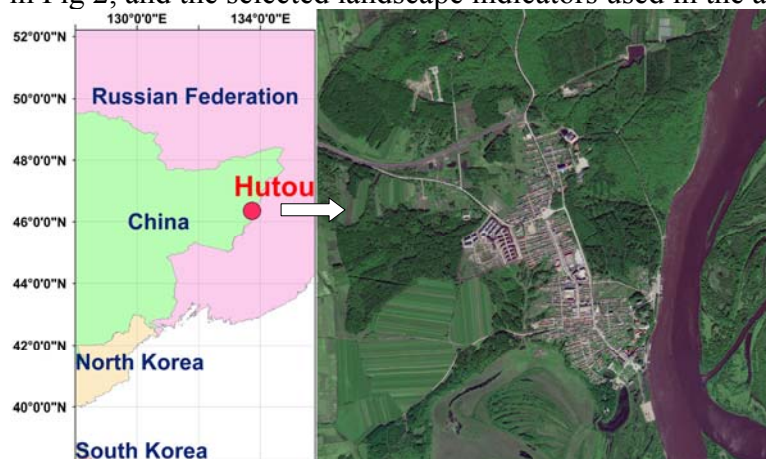 in Fig 2, and the selected landscape indicators used in the a
130°0'0"E 134°0'0"E
52°0'0"N
50°0'0"N
Russian Federation
48°0'0"N
Hutou
46°0'0"N
China
44°0'0"N
42°0'0"N
North Korea
40°0'0"N
South Korea